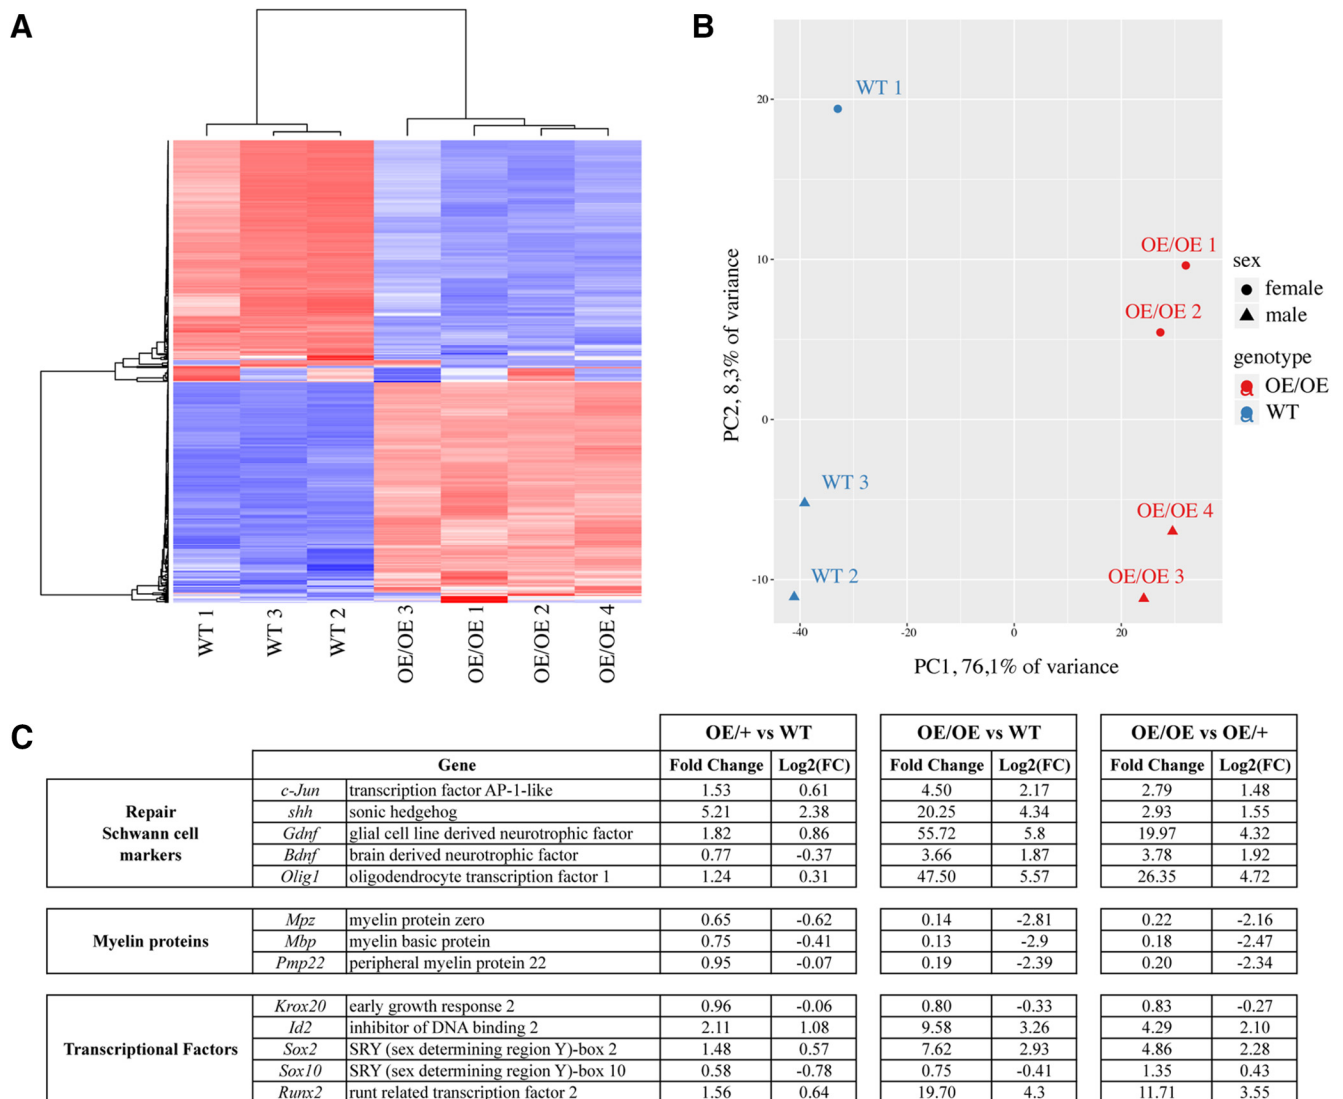 A
WT 1
WT 3
WT 2
OE/OE 3
OE/OE 1
OE/OE 2
OE/OE 4
B
PC2, 8,3% of variance
20
10
0
-10
WT 1
OE/OE 1
OE/OE 2
WT 3
OE/OE 4
WT 2
OE/OE 3
-40 -20 0 20
PC1, 76,1% of variance
sex
female
male
genotype
OE/OE
WT
C
OE/+ vs WT OE/OE vs WT OE/OE vs OE/+
Gene Fold Change Log2(FC) Fold Change Log2(FC) Fold Change Log2(FC)
Repair Schwann cell markers
c-Jun transcription factor AP-1-like 1.53 0.61 4.50 2.17 2.79 1.48
shh sonic hedgehog 5.21 2.38 20.25 4.34 2.93 1.55
Gdnf glial cell line derived neurotrophic factor 1.82 0.86 55.72 5.8 19.97 4.32
Bdnf brain derived neurotrophic factor 0.77 -0.37 3.66 1.87 3.78 1.92
Olig1 oligodendrocyte transcription factor 1 1.24 0.31 47.50 5.57 26.35 4.72
Myelin proteins
Mpz myelin protein zero 0.65 -0.62 0.14 -2.81 0.22 -2.16
Mbp myelin basic protein 0.75 -0.41 0.13 -2.9 0.18 -2.47
Pmp22 peripheral myelin protein 22 0.95 -0.07 0.19 -2.39 0.20 -2.34
Transcriptional Factors
Krox20 early growth response 2 0.96 -0.06 0.80 -0.33 0.83 -0.27
Id2 inhibitor of DNA binding 2 2.11 1.08 9.58 3.26 4.29 2.10
Sox2 SRY (sex determining region Y)-box 2 1.48 0.57 7.62 2.93 4.86 2.28
Sox10 SRY (sex determining region Y)-box 10 0.58 -0.78 0.75 -0.41 1.35 0.43
Runx2 runt related transcription factor 2 1.56 0.64 19.70 4.3 11.71 3.55